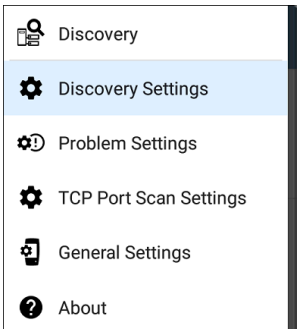 Discovery
Discovery Settings
Problem Settings
TCP Port Scan Settings
General Settings
About